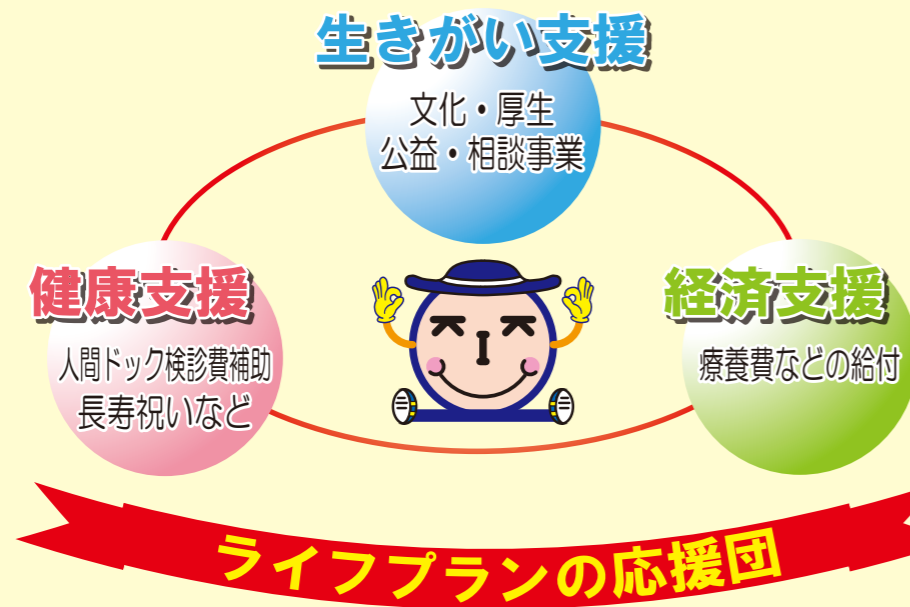 生きがい支援
文化・厚生
公益・相談事業
健康支援
人間ドック検診費補助
長寿祝いなど
経済支援
療養費などの給付
ライフプランの応援団